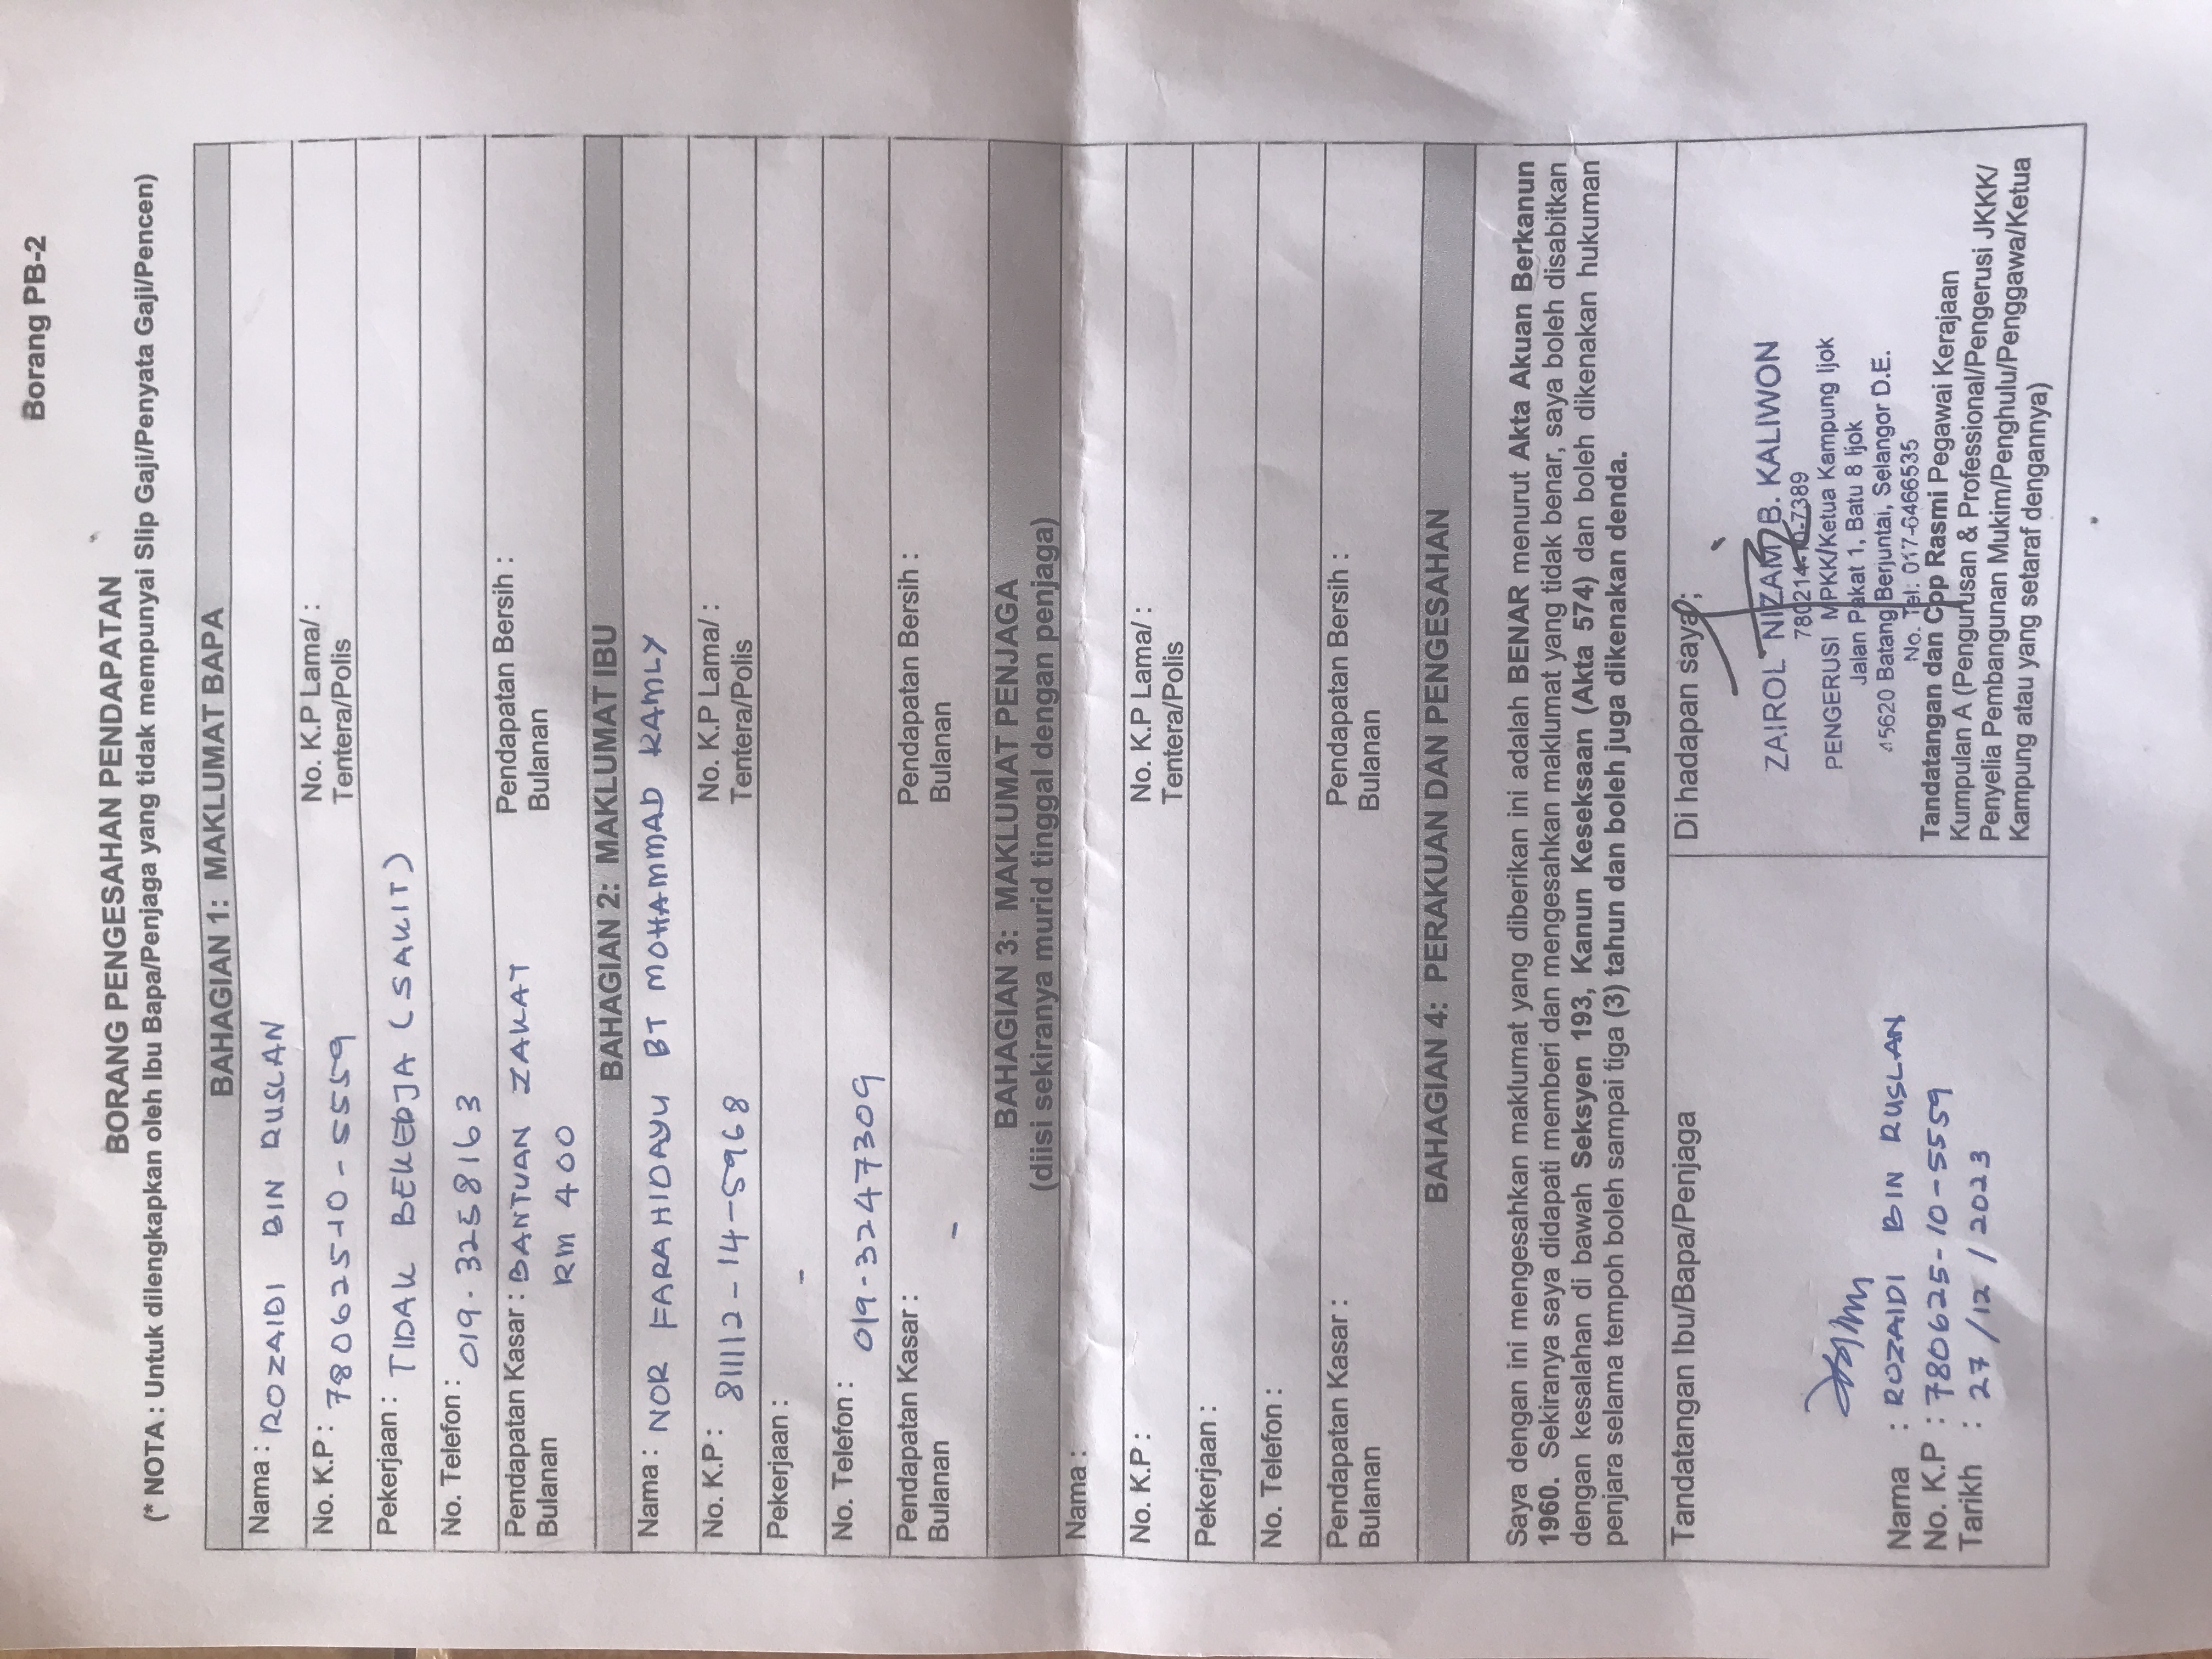 Borang PB-2
BORANG PENGESAHAN PENDAPATAN
(* NOTA : Untuk dilengkapkan oleh Ibu Bapa/Penjaga yang tidak mempunyai Slip Gaji/Penyata Gaji/Pencen)
BAHAGIAN 1: MAKLUMAT BAPA
Nama : ROZAIDI BIN RUSLAN
No. K.P : 780625-10-5559 No. K.P Lama/ :
Tentera/Polis
Pekerjaan : TIDAK BEKERJA (SAKIT)
No. Telefon : 019-3258163
Pendapatan Kasar : BANTUAN ZAKAT Pendapatan Bersih :
Bulanan RM 400 Bulanan
BAHAGIAN 2: MAKLUMAT IBU
Nama : NOR FARAHIDAYU BT MOHAMMAD RAMLY
No. K.P : 811112-14-5968 No. K.P Lama/ :
Tentera/Polis
Pekerjaan : -
No. Telefon : 019-3247309
Pendapatan Kasar : Pendapatan Bersih :
Bulanan - Bulanan
BAHAGIAN 3: MAKLUMAT PENJAGA
(diisi sekiranya murid tinggal dengan penjaga)
Nama :
No. K.P : No. K.P Lama/ :
Tentera/Polis
Pekerjaan :
No. Telefon :
Pendapatan Kasar : Pendapatan Bersih :
Bulanan Bulanan
BAHAGIAN 4: PERAKUAN DAN PENGESAHAN
Saya dengan ini mengesahkan maklumat yang diberikan ini adalah BENAR menurut Akta Akuan Berkanun
1960. Sekiranya saya didapati memberi dan mengesahkan maklumat yang tidak benar, saya boleh disabitkan
dengan kesalahan di bawah Seksyen 193, Kanun Keseksaan (Akta 574) dan boleh dikenakan hukuman
penjara selama tempoh boleh sampai tiga (3) tahun dan boleh juga dikenakan denda.
Tandatangan Ibu/Bapa/Penjaga
Nama : ROZAIDI BIN RUSLAN
No. K.P : 780625-10-5559
Tarikh : 27/12/2023
Di hadapan saya;
ZAIROL NIZAM B. KALIWON
780214-10-7389
PENGERUSI MPKK/Ketua Kampung Ijok
Jalan Pakat 1, Batu 8 Ijok
45620 Batang Berjuntai, Selangor D.E.
No. Tel: 017-6466535
Tandatangan dan Cop Rasmi Pegawai Kerajaan
Kumpulan A (Pengurusan & Professional/Pengerusi JKKK/
Penyelia Pembangunan Mukim/Penghulu/Penggawa/Ketua
Kampung atau yang setaraf dengannya)